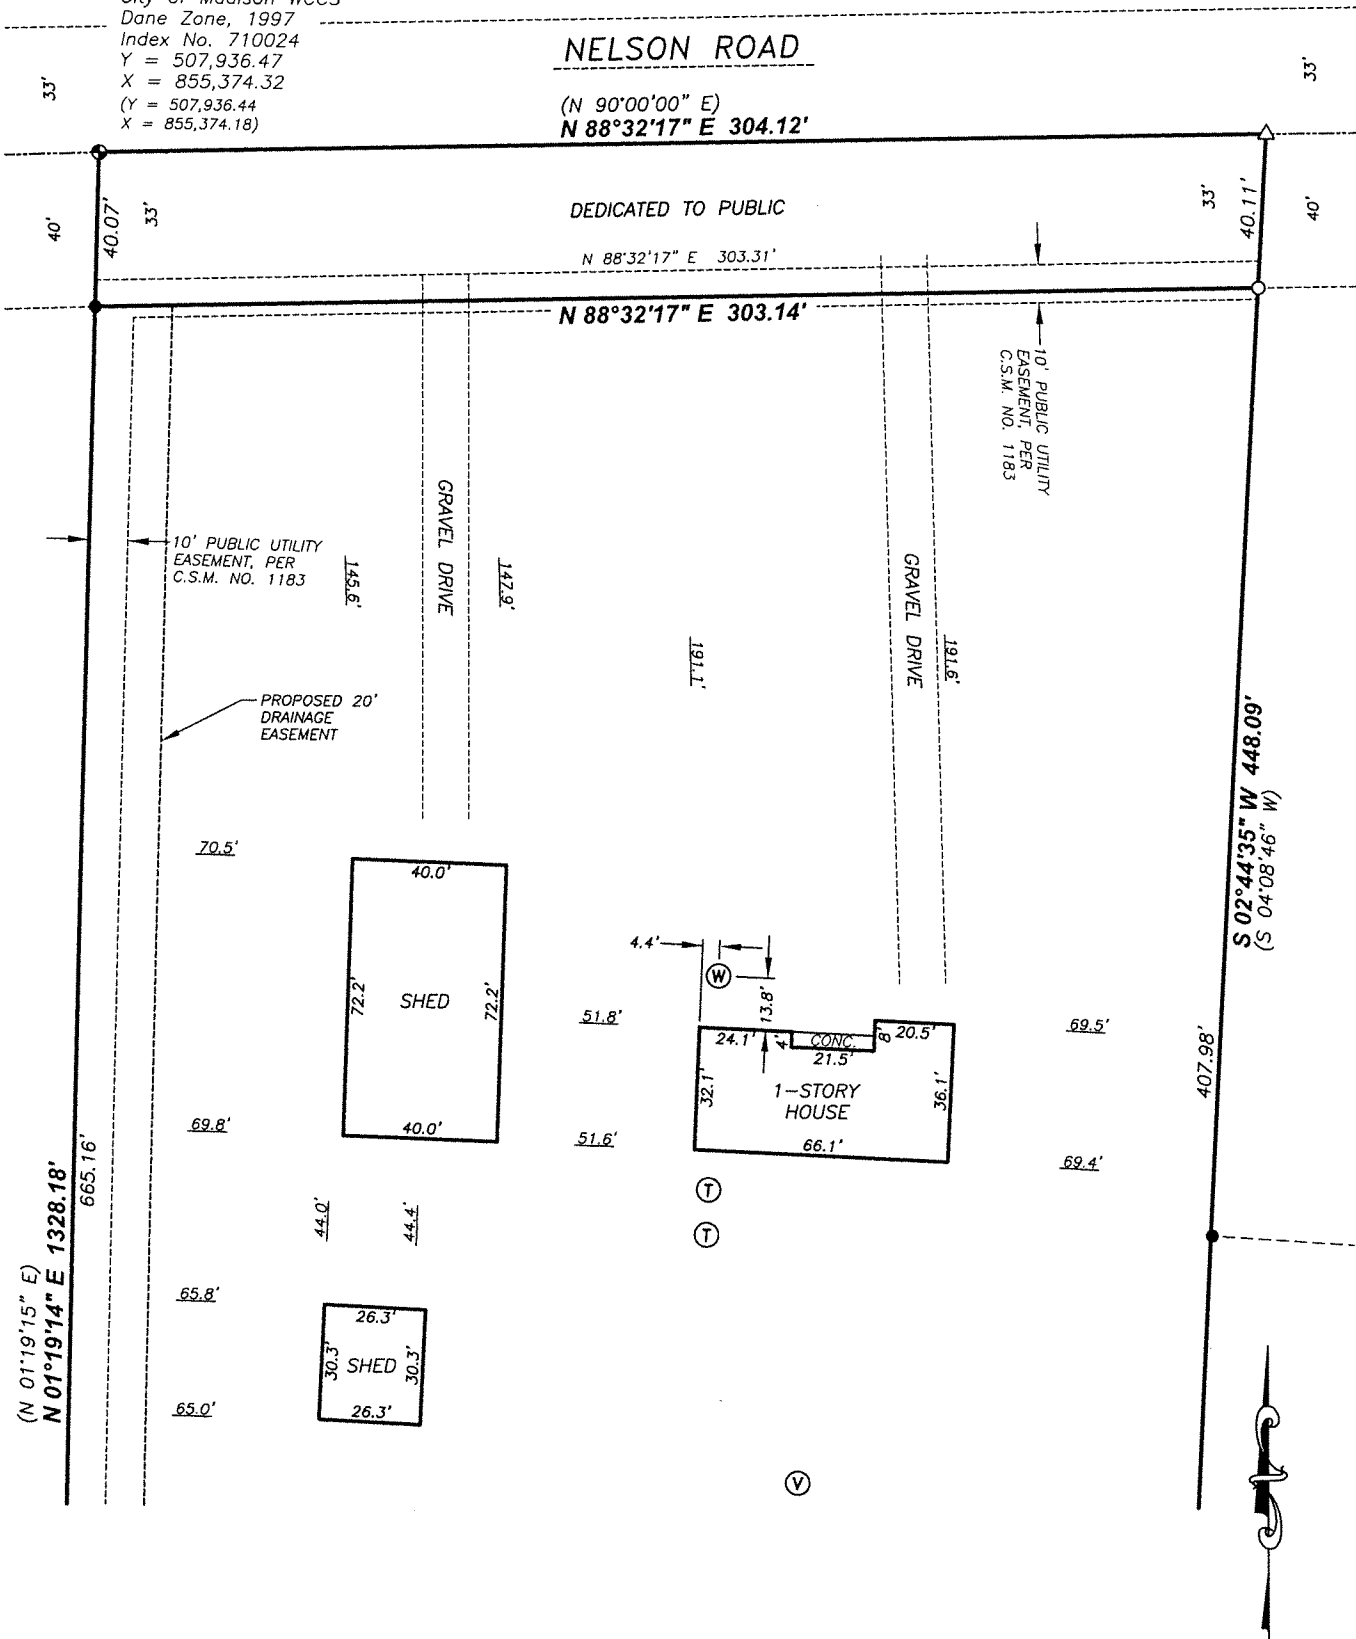 Dane Zone, 1997
Index No. 710024
Y = 507,936.47
X = 855,374.32
(Y = 507,936.44
X = 855,374.18)
NELSON ROAD
33'
33'
(N 90°00'00" E)
N 88°32'17" E 304.12'
40'
40.07'
33'
DEDICATED TO PUBLIC
33'
40.11'
40'
N 88°32'17" E 303.31'
N 88°32'17" E 303.14'
10' PUBLIC UTILITY
EASEMENT, PER
C.S.M. NO. 1183
10' PUBLIC UTILITY
EASEMENT, PER
C.S.M. NO. 1183
145.6'
GRAVEL DRIVE
147.9'
191.1'
GRAVEL DRIVE
191.6'
PROPOSED 20'
DRAINAGE
EASEMENT
S 02°44'35" W 448.09'
(S 04°08'46" W)
70.5'
40.0'
72.2'
SHED
72.2'
40.0'
4.4'
W
13.8'
51.8'
24.1'
4'
CONC.
8'
20.5'
21.5'
69.5'
32.1'
1-STORY
HOUSE
36.1'
66.1'
407.98'
69.8'
51.6'
69.4'
T
T
665.16'
(N 01°19'15" E)
N 01°19'14" E 1328.18'
44.0'
44.4'
65.8'
26.3'
30.3'
SHED
30.3'
26.3'
65.0'
V